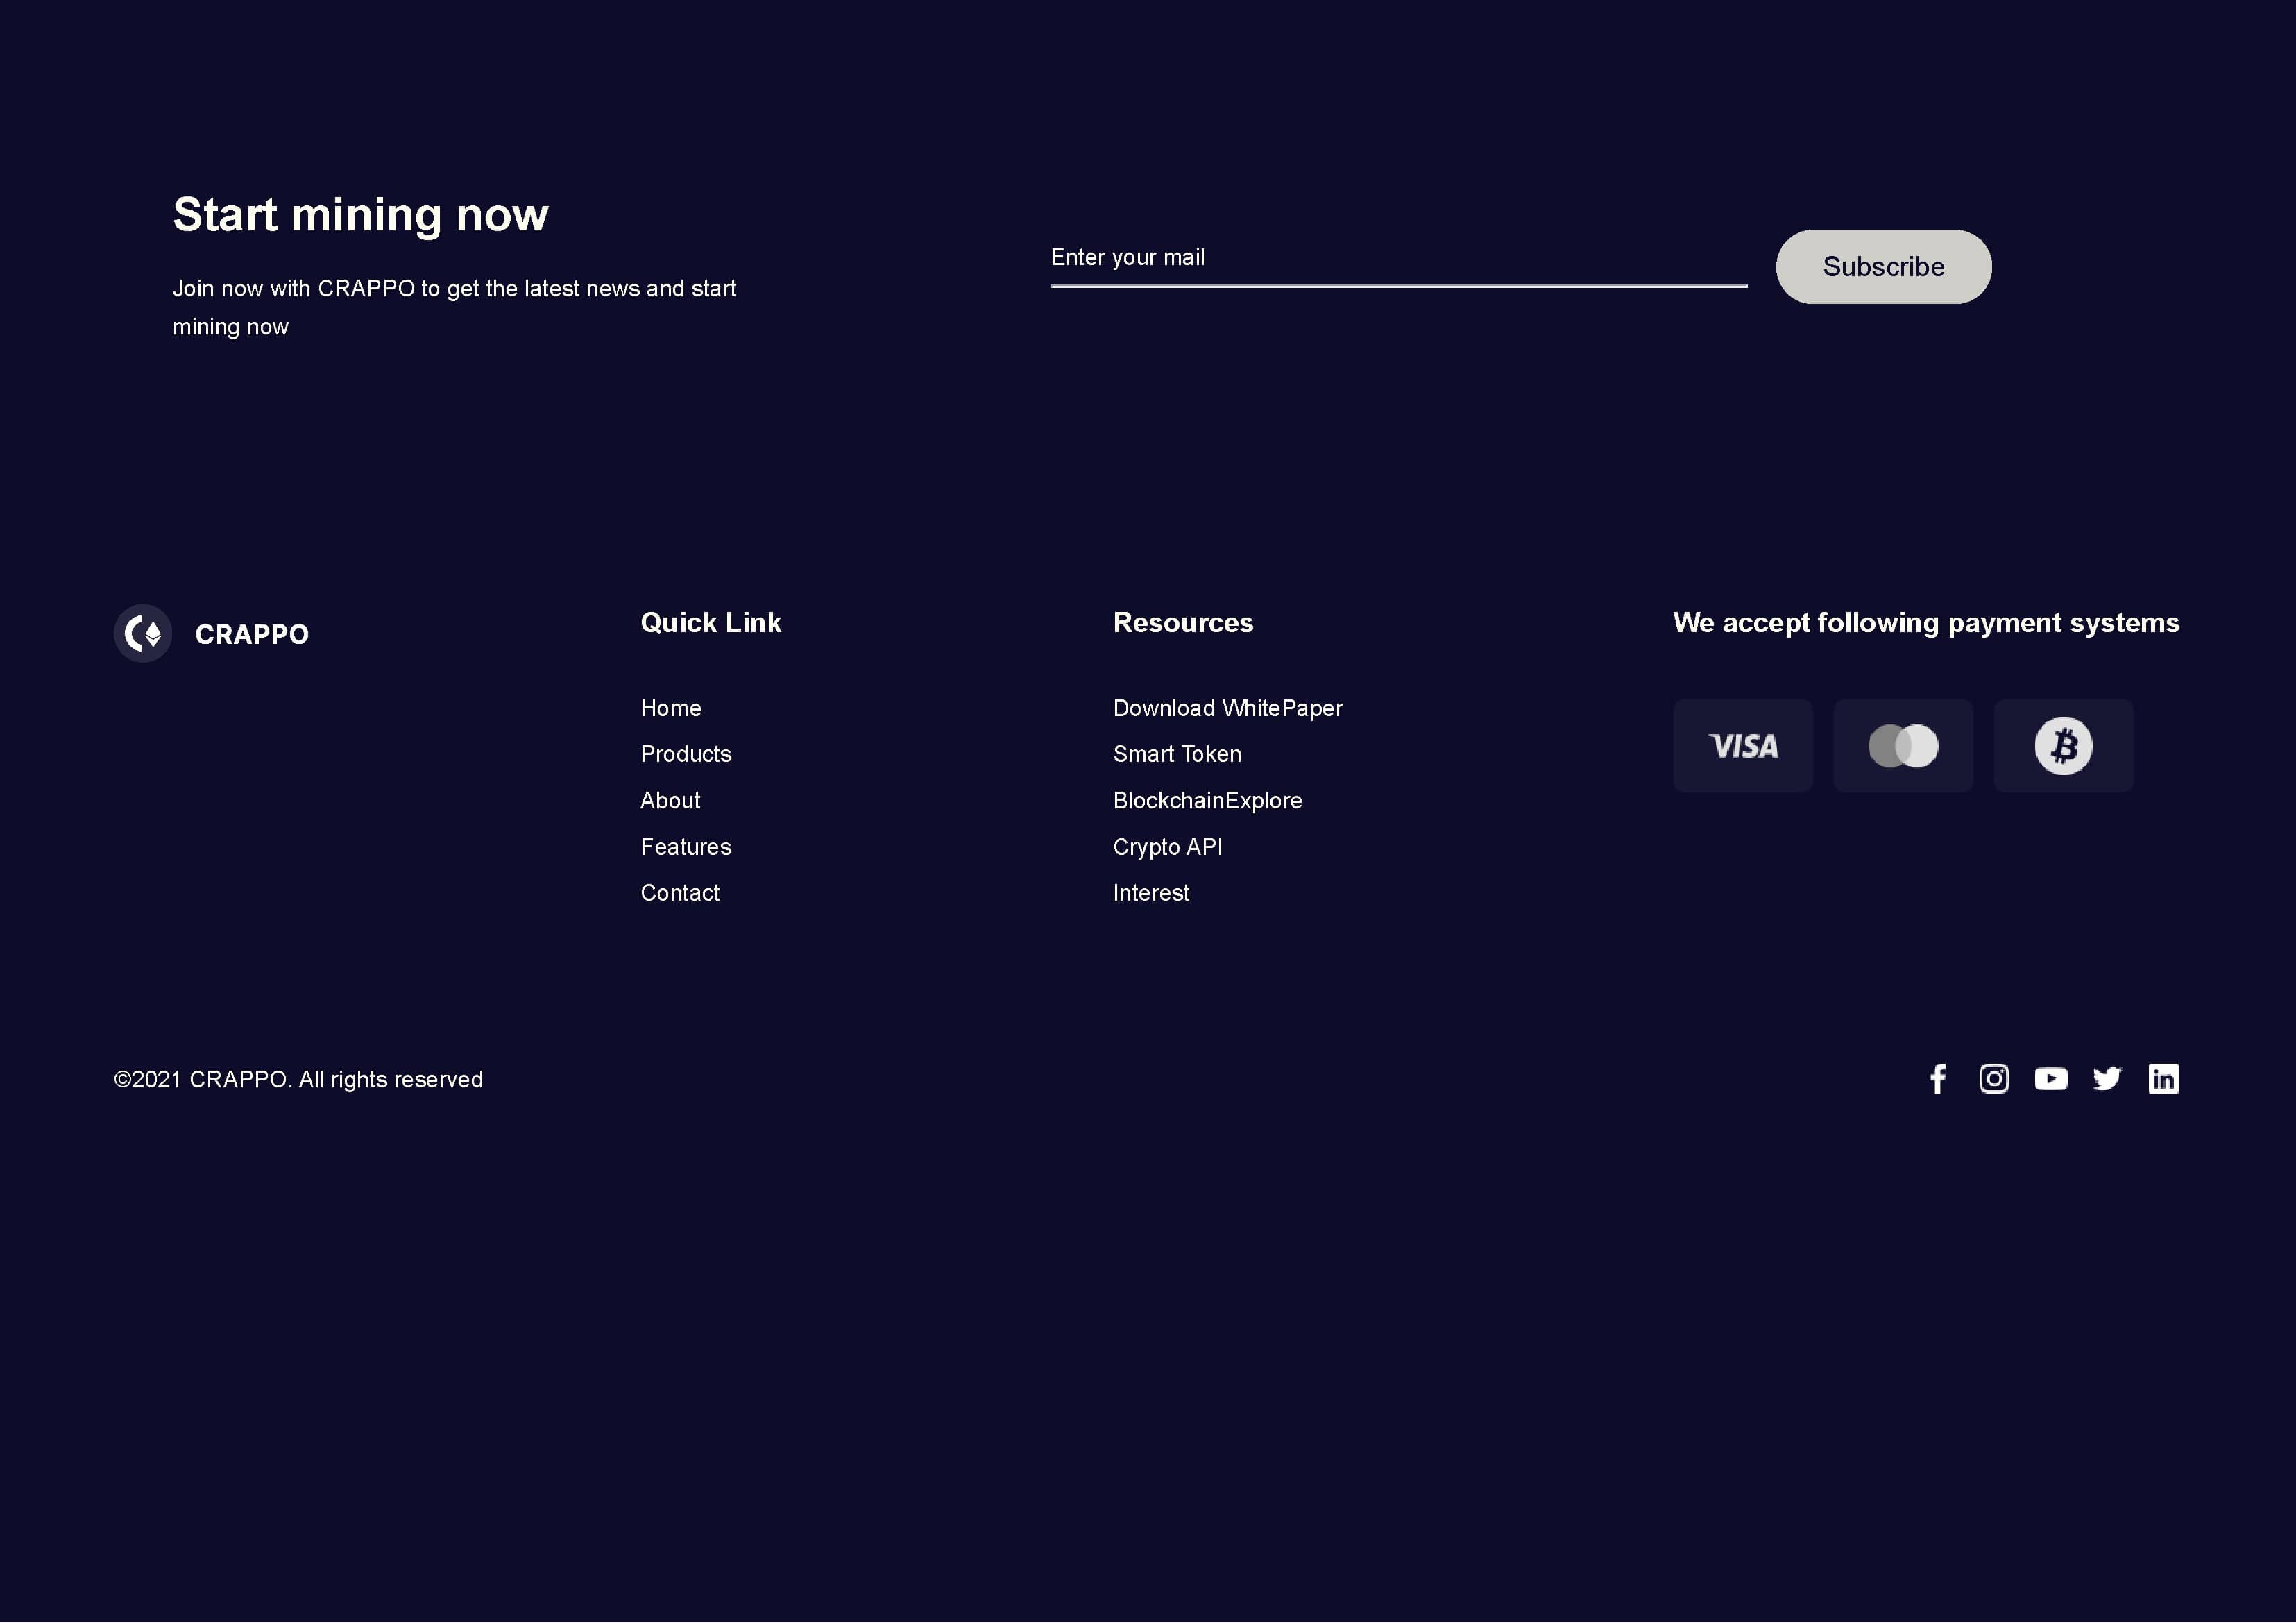 Start mining now
Join now with CRAPPO to get the latest news and start
mining now
Enter your mail
Subscribe
CRAPPO
Quick Link
Home
Products
About
Features
Contact
Resources
Download WhitePaper
Smart Token
BlockchainExplore
Crypto API
Interest
We accept following payment systems
VISA
©2021 CRAPPO. All rights reserved